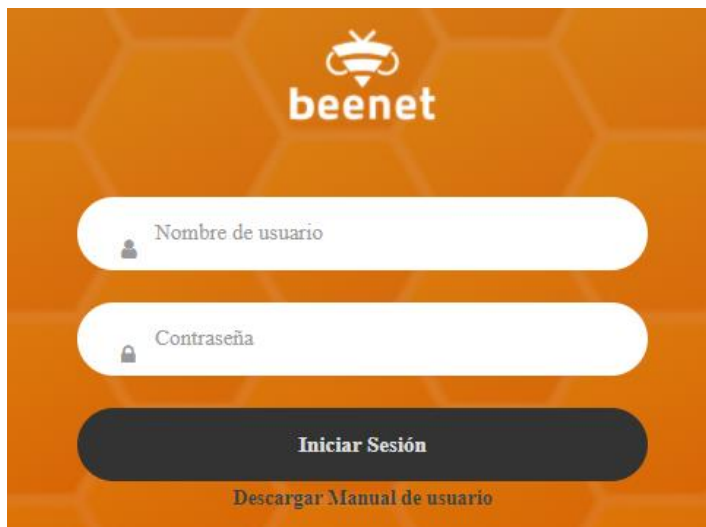 beenet
Nombre de usuario
Contraseña
Iniciar Sesión
Descargar Manual de usuario